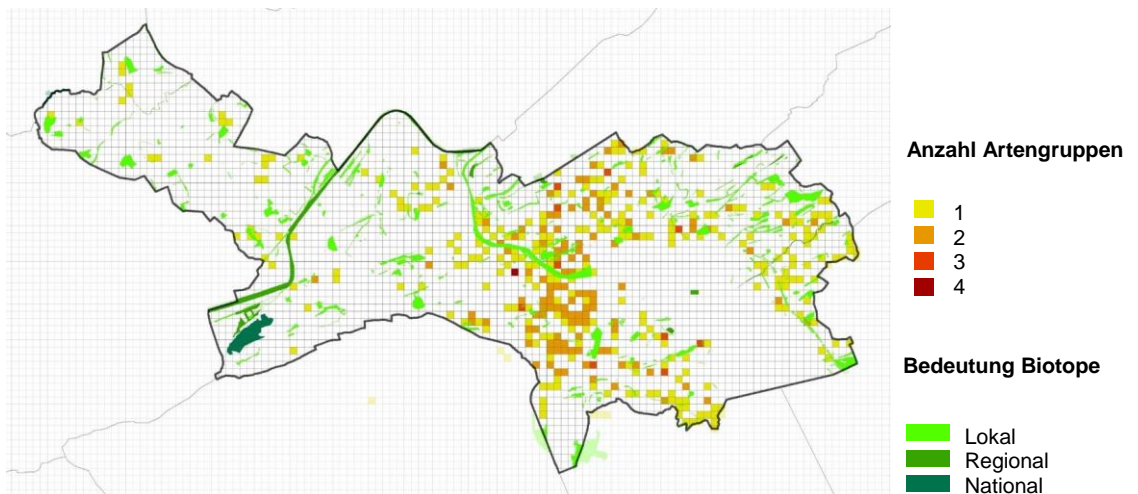 Anzahl Artengruppen
1
2
3
4
Bedeutung Biotope
Lokal
Regional
National